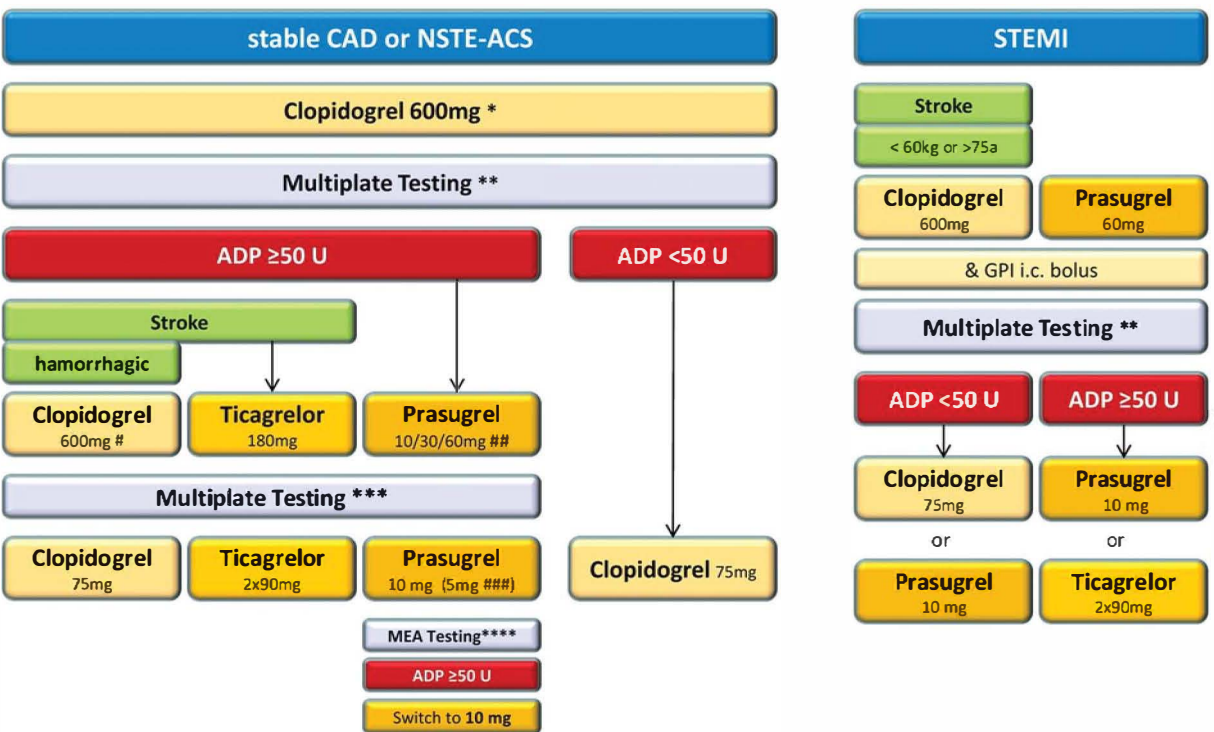 stable CAD or NSTE-ACS
Clopidogrel 600mg *
Multiplate Testing **
ADP ≥50 U
ADP <50 U
Stroke
hamorrhagic
Clopidogrel
600mg #
Ticagrelor
180mg
Prasugrel
10/30/60mg ##
Multiplate Testing ***
Clopidogrel
75mg
Ticagrelor
2x90mg
Prasugrel
10 mg (5mg ###)
Clopidogrel 75mg
MEA Testing****
ADP ≥50 U
Switch to 10 mg
STEMI
Stroke
< 60kg or >75a
Clopidogrel
600mg
Prasugrel
60mg
& GPI i.c. bolus
Multiplate Testing **
ADP <50 U
ADP ≥50 U
Clopidogrel
75mg
Prasugrel
10 mg
or
or
Prasugrel
10 mg
Ticagrelor
2x90mg